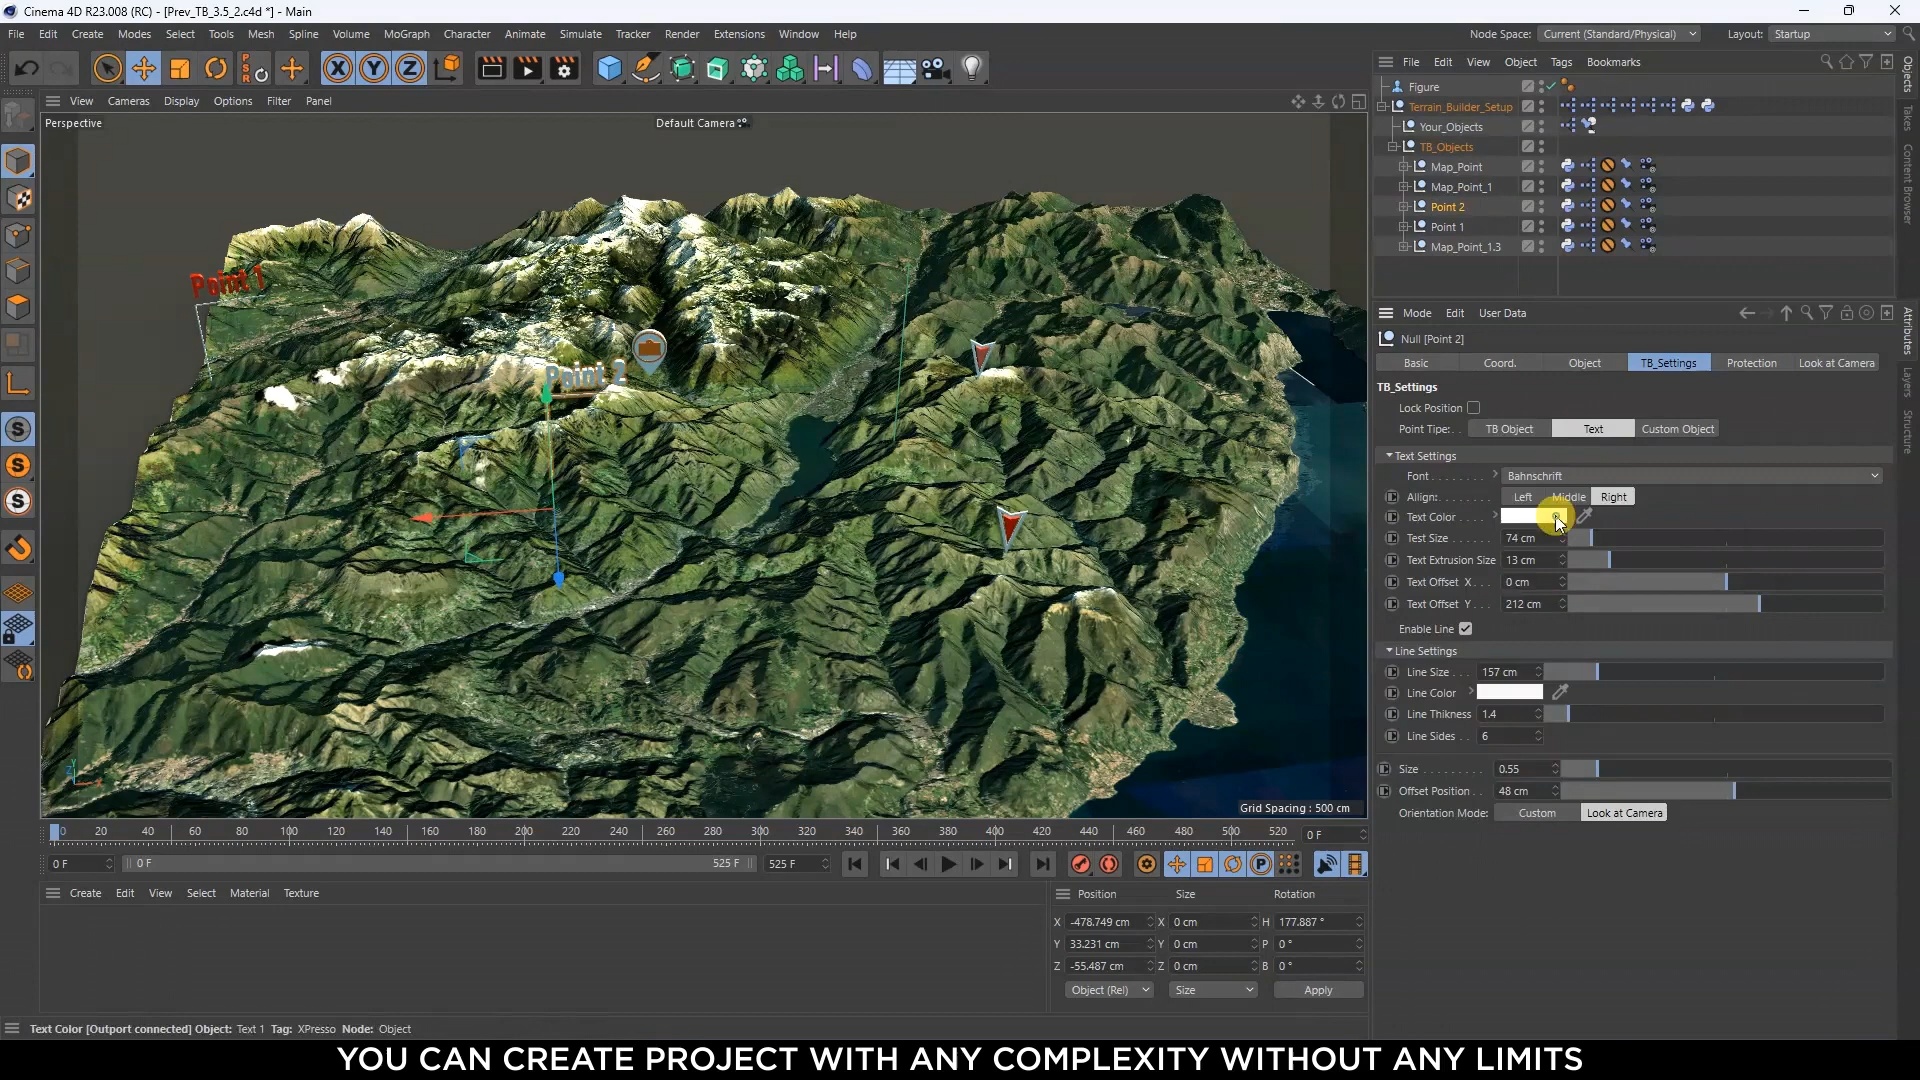 Cinema 4D R23.008 (RC) - [Prev_TB_3.5_2.c4d *] - Main
File Edit Create Modes Select Tools Mesh Spline Volume MoGraph Character Animate Simulate Tracker Render Extensions Window Help
Node Space: Current (Standard/Physical) Layout: Startup
File Edit View Object Tags Bookmarks
View Cameras Display Options Filter Panel
Perspective
Default Camera
Figure
Terrain_Builder_Setup
Your_Objects
TB_Objects
Map_Point
Map_Point_1
Point 2
Point 1
Map_Point_1.3
Objects
Takes
Content Browser
Attributes
Layers
Structure
Point 1
Point 2
Mode Edit User Data
Null [Point 2]
Basic Coord. Object TB_Settings Protection Look at Camera
TB_Settings
Lock Position
Point Tipe: . . TB Object Text Custom Object
Text Settings
Font . . . . . . . . Bahnschrift
Allign: . . . . . . . . Left Middle Right
Text Color . . . .
Test Size . . . . . . 74 cm
Text Extrusion Size 13 cm
Text Offset X . . . 0 cm
Text Offset Y . . . 212 cm
Enable Line
Line Settings
Line Size . . . 157 cm
Line Color
Line Thikness 1.4
Line Sides . . 6
Size . . . . . . . . . 0.55
Offset Position . . 48 cm
Orientation Mode: Custom Look at Camera
Grid Spacing : 500 cm
0 20 40 60 80 100 120 140 160 180 200 220 240 260 280 300 320 340 360 380 400 420 440 460 480 500 520 0 F
0 F 0 F 525 F 525 F
Create Edit View Select Material Texture
Position Size Rotation
X -478.749 cm X 0 cm H 177.887 °
Y 33.231 cm Y 0 cm P 0 °
Z -55.487 cm Z 0 cm B 0 °
Object (Rel) Size Apply
Text Color [Outport connected] Object: Text 1 Tag: XPresso Node: Object
YOU CAN CREATE PROJECT WITH ANY COMPLEXITY WITHOUT ANY LIMITS